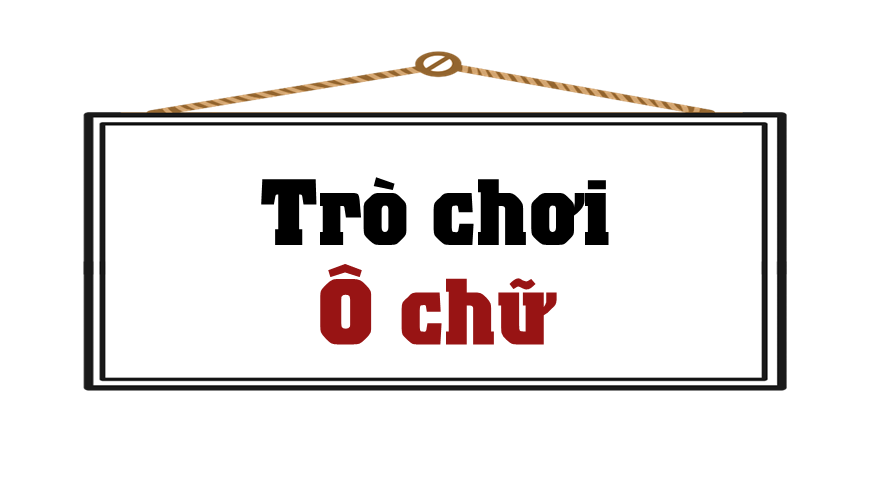 Trò chơi
Ô chữ